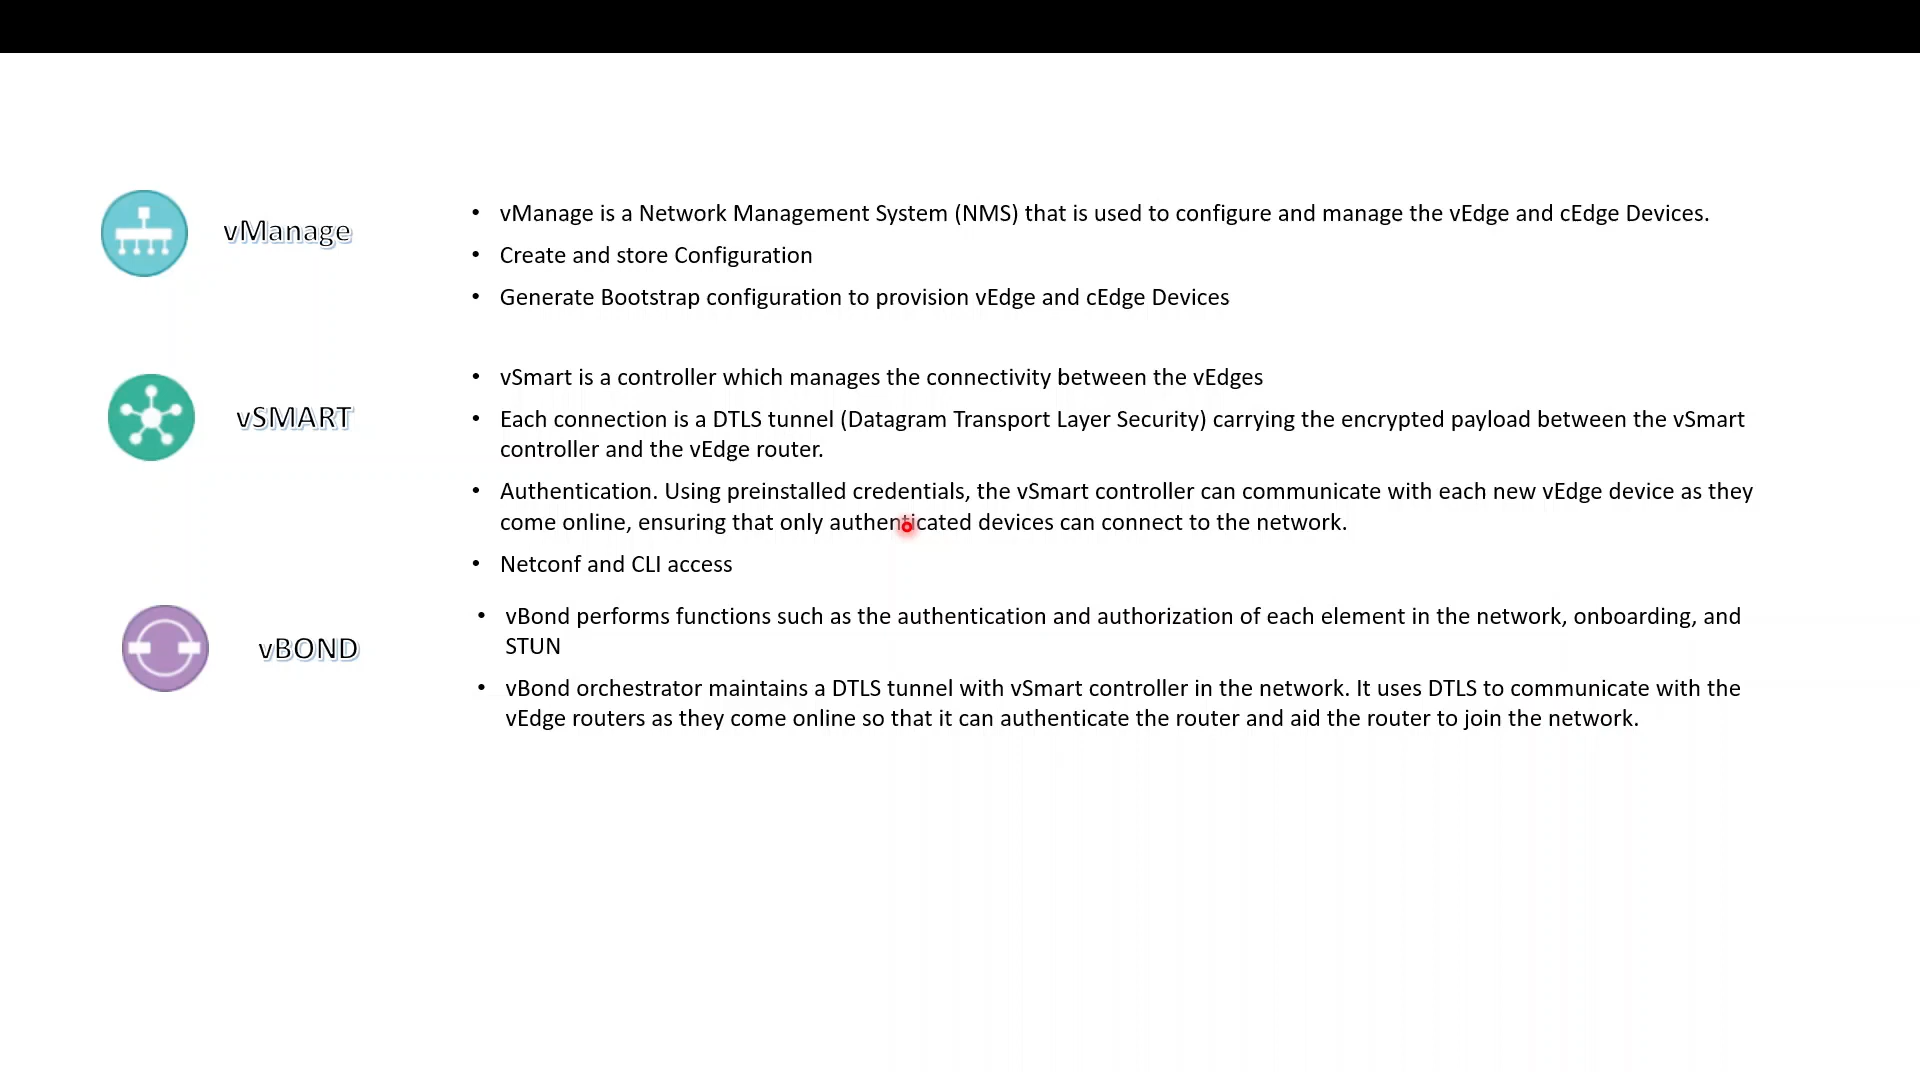 vManage
• vManage is a Network Management System (NMS) that is used to configure and manage the vEdge and cEdge Devices.
• Create and store Configuration
• Generate Bootstrap configuration to provision vEdge and cEdge Devices
vSMART
• vSmart is a controller which manages the connectivity between the vEdges
• Each connection is a DTLS tunnel (Datagram Transport Layer Security) carrying the encrypted payload between the vSmart
controller and the vEdge router.
• Authentication. Using preinstalled credentials, the vSmart controller can communicate with each new vEdge device as they
come online, ensuring that only authenticated devices can connect to the network.
• Netconf and CLI access
vBOND
• vBond performs functions such as the authentication and authorization of each element in the network, onboarding, and
STUN
• vBond orchestrator maintains a DTLS tunnel with vSmart controller in the network. It uses DTLS to communicate with the
vEdge routers as they come online so that it can authenticate the router and aid the router to join the network.